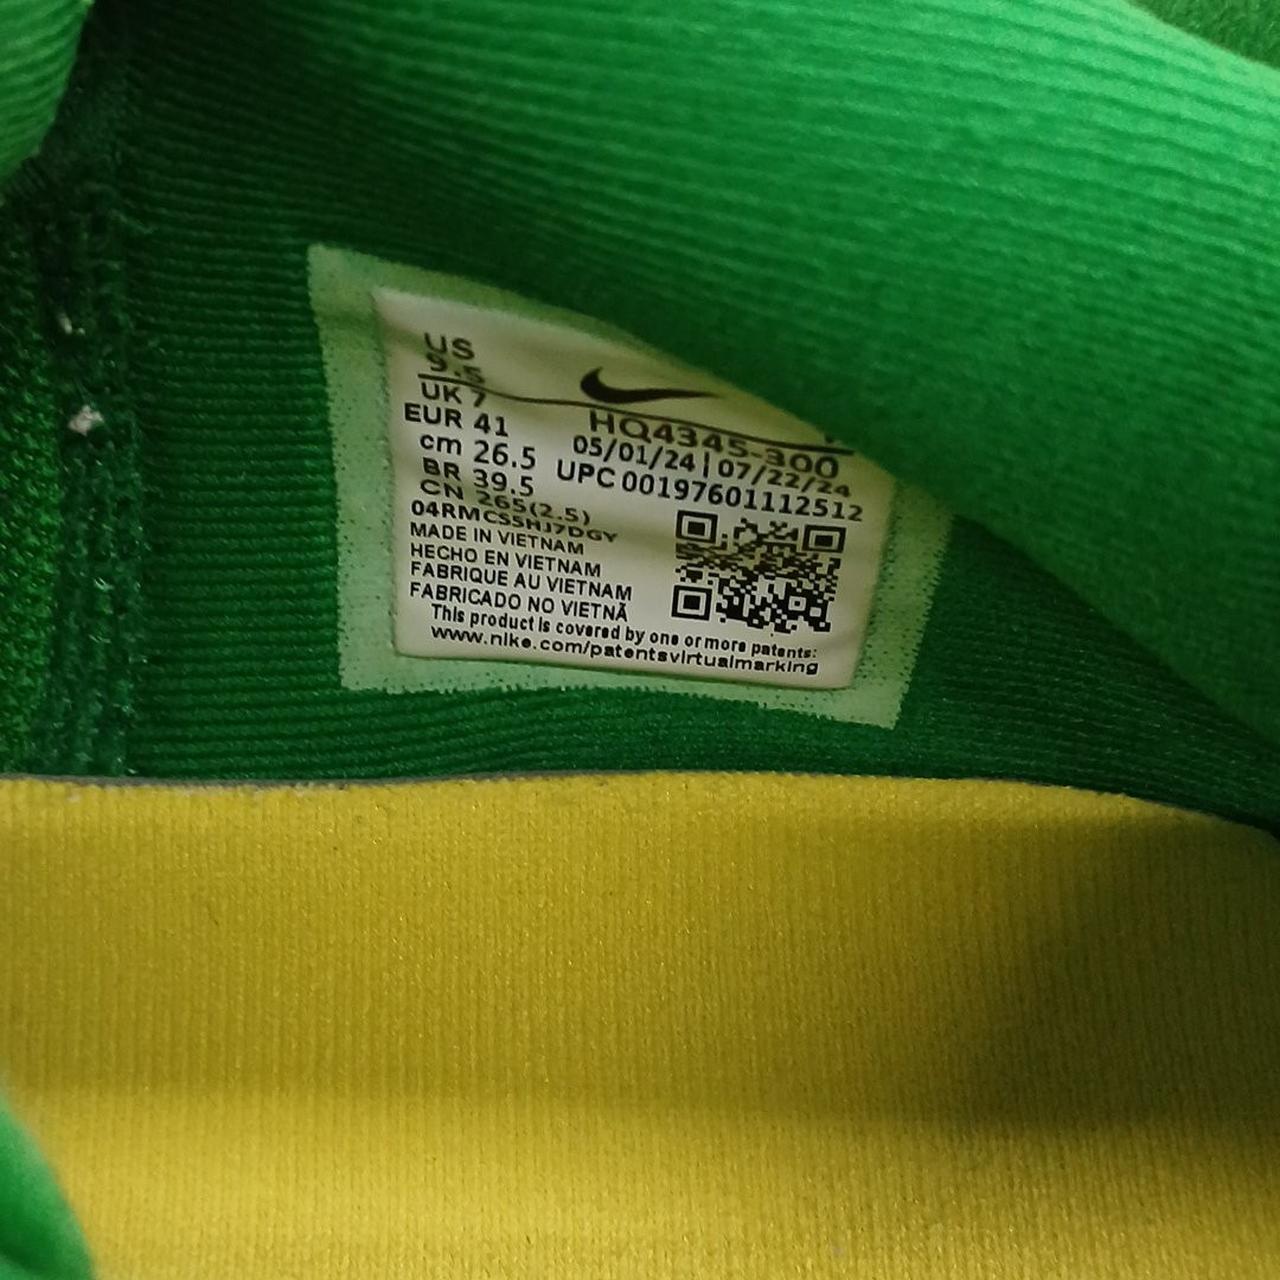 US
9.5
UK 7
EUR 41
cm 26.5
BR 39.5
CN 265(2.5)
HQ4345-300
05/01/24 | 07/22/24
UPC 00197601112512
MADE IN VIETNAM
HECHO EN VIETNAM
FABRIQUE AU VIETNAM
FABRICADO NO VIETNÃ
This product is covered by one or more patents:
www.nike.com/patentsvirtualmarking